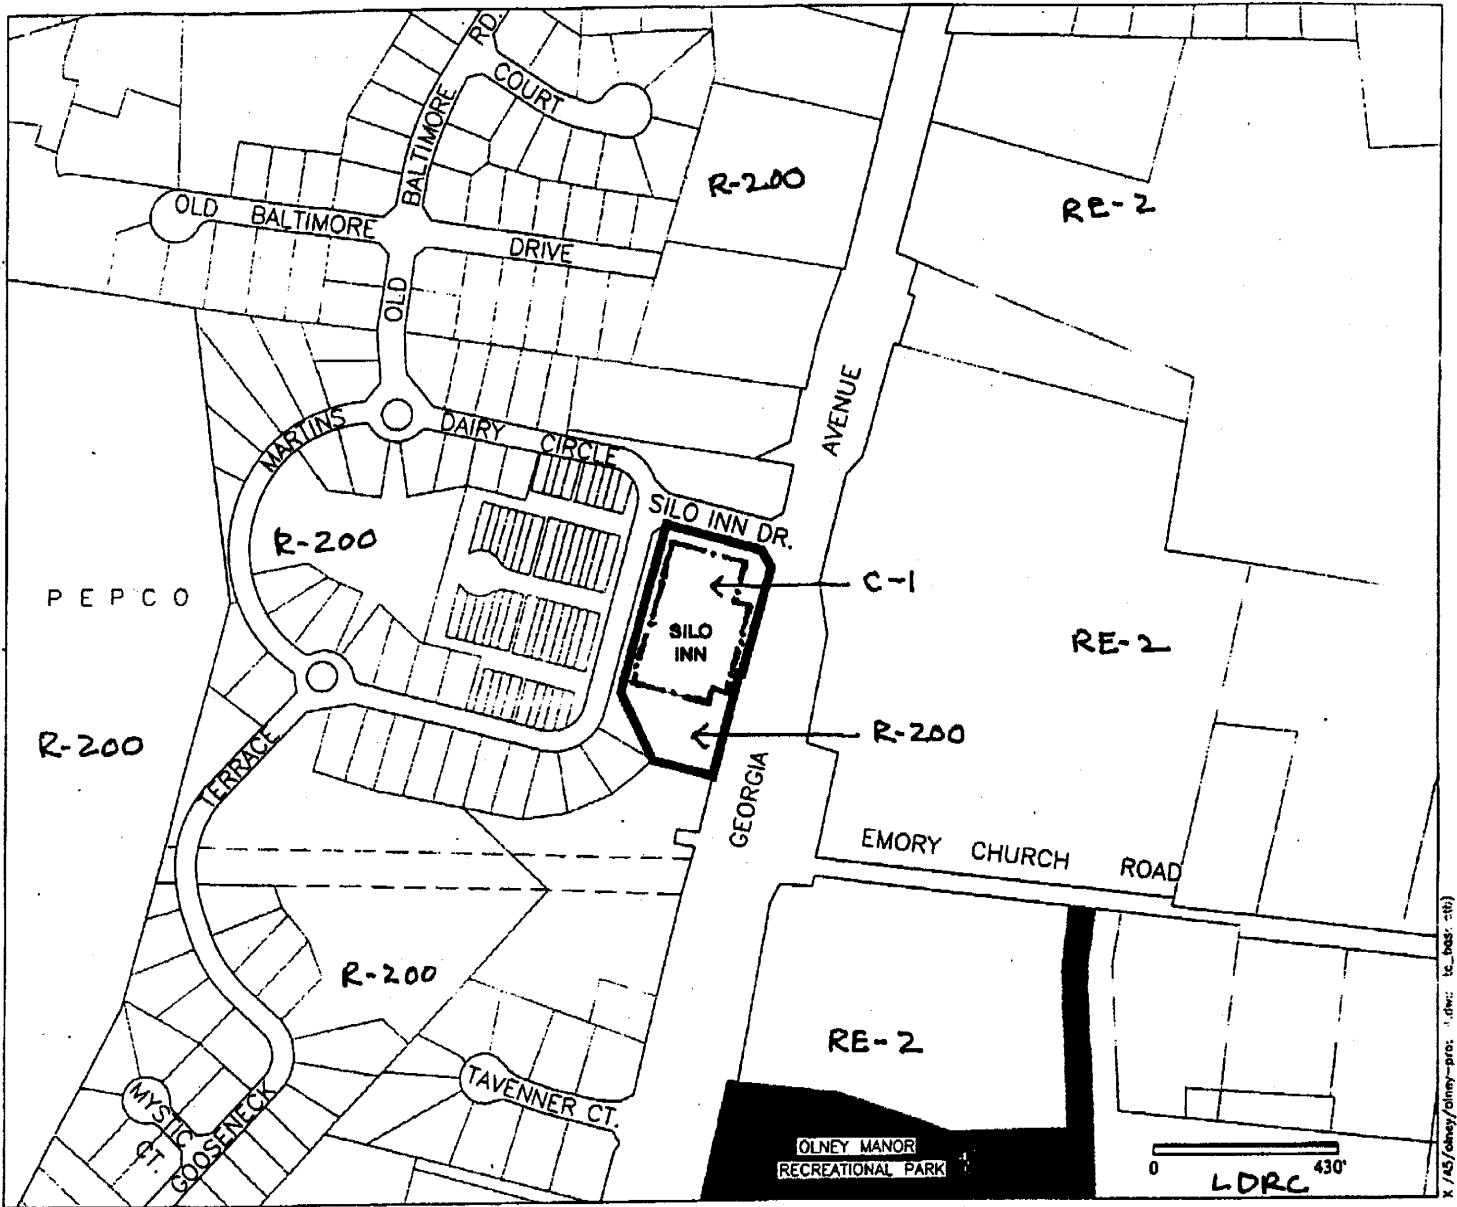 RD.
COURT
BALTIMORE
R-200
RE-2
OLD BALTIMORE
DRIVE
OLD
AVENUE
MARTINS
DAIRY CIRCLE
SILO INN DR.
R-200
C-1
PEPCO
SILO
INN
RE-2
R-200
R-200
TERRACE
GEORGIA
EMORY CHURCH ROAD
R-200
RE-2
MYSTIC
CT.
GOOSENECK
TAVENNER CT.
OLNEY MANOR
RECREATIONAL PARK
0 430'
LDRC